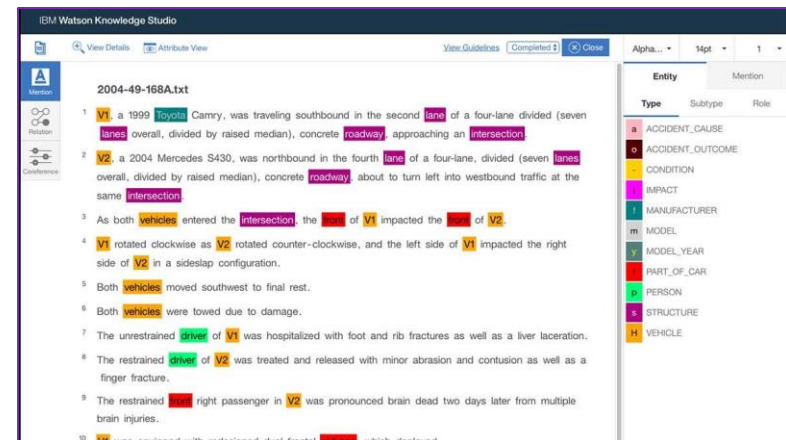 IBM Watson Knowledge Studio
View Details Attribute View View Guidelines Completed Close Alpha... 14pt 1
Mention
Relation
Coreference
2004-49-168A.txt
1 V1, a 1999 Toyota Camry, was traveling southbound in the second lane of a four-lane divided (seven
lanes overall, divided by raised median), concrete roadway, approaching an intersection.
2 V2, a 2004 Mercedes S430, was northbound in the fourth lane of a four-lane, divided (seven lanes
overall, divided by raised median), concrete roadway, about to turn left into westbound traffic at the
same intersection.
3 As both vehicles entered the intersection, the front of V1 impacted the front of V2.
4 V1 rotated clockwise as V2 rotated counter-clockwise, and the left side of V1 impacted the right
side of V2 in a sideslap configuration.
5 Both vehicles moved southwest to final rest.
6 Both vehicles were towed due to damage.
7 The unrestrained driver of V1 was hospitalized with foot and rib fractures as well as a liver laceration.
8 The restrained driver of V2 was treated and released with minor abrasion and contusion as well as a
finger fracture.
9 The restrained front right passenger in V2 was pronounced brain dead two days later from multiple
brain injuries.
10 V1 was equipped with redesigned dual frontal which deployed
Entity Mention
Type Subtype Role
a ACCIDENT_CAUSE
o ACCIDENT_OUTCOME
CONDITION
i IMPACT
MANUFACTURER
m MODEL
y MODEL_YEAR
PART_OF_CAR
p PERSON
s STRUCTURE
H VEHICLE